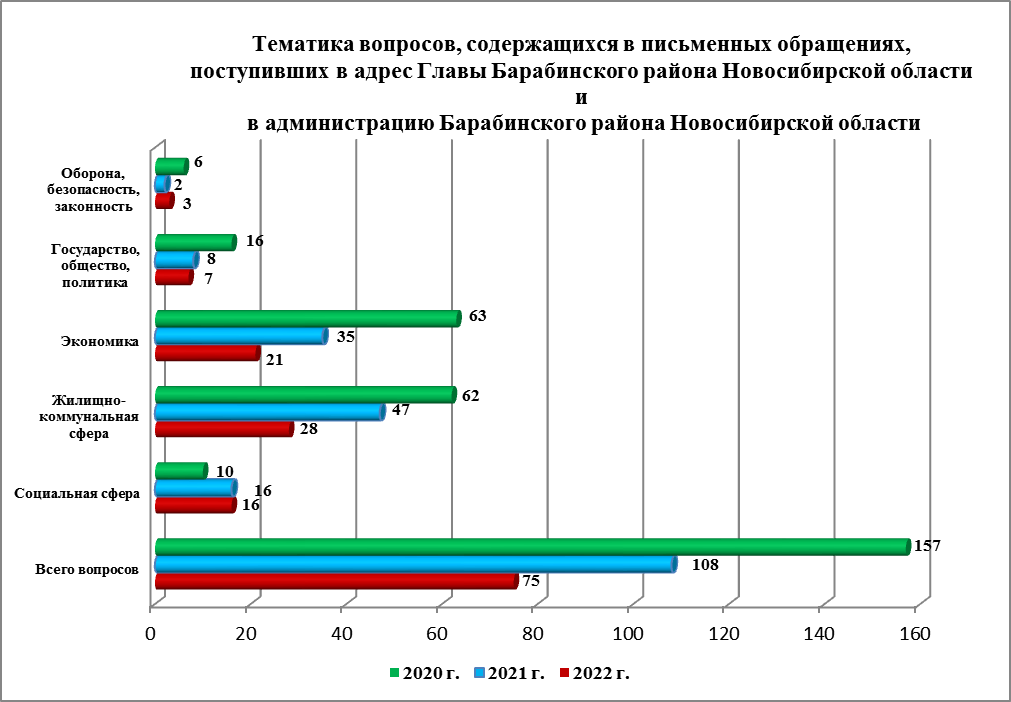 Тематика вопросов, содержащихся в письменных обращениях,
поступивших в адрес Главы Барабинского района Новосибирской области
и
в администрацию Барабинского района Новосибирской области
Оборона,
безопасность,
законность
6
2
3
Государство,
общество,
политика
16
8
7
Экономика
63
35
21
Жилищно-
коммунальная
сфера
62
47
28
Социальная сфера
10
16
16
Всего вопросов
157
108
75
0 20 40 60 80 100 120 140 160
2020 г. 2021 г. 2022 г.